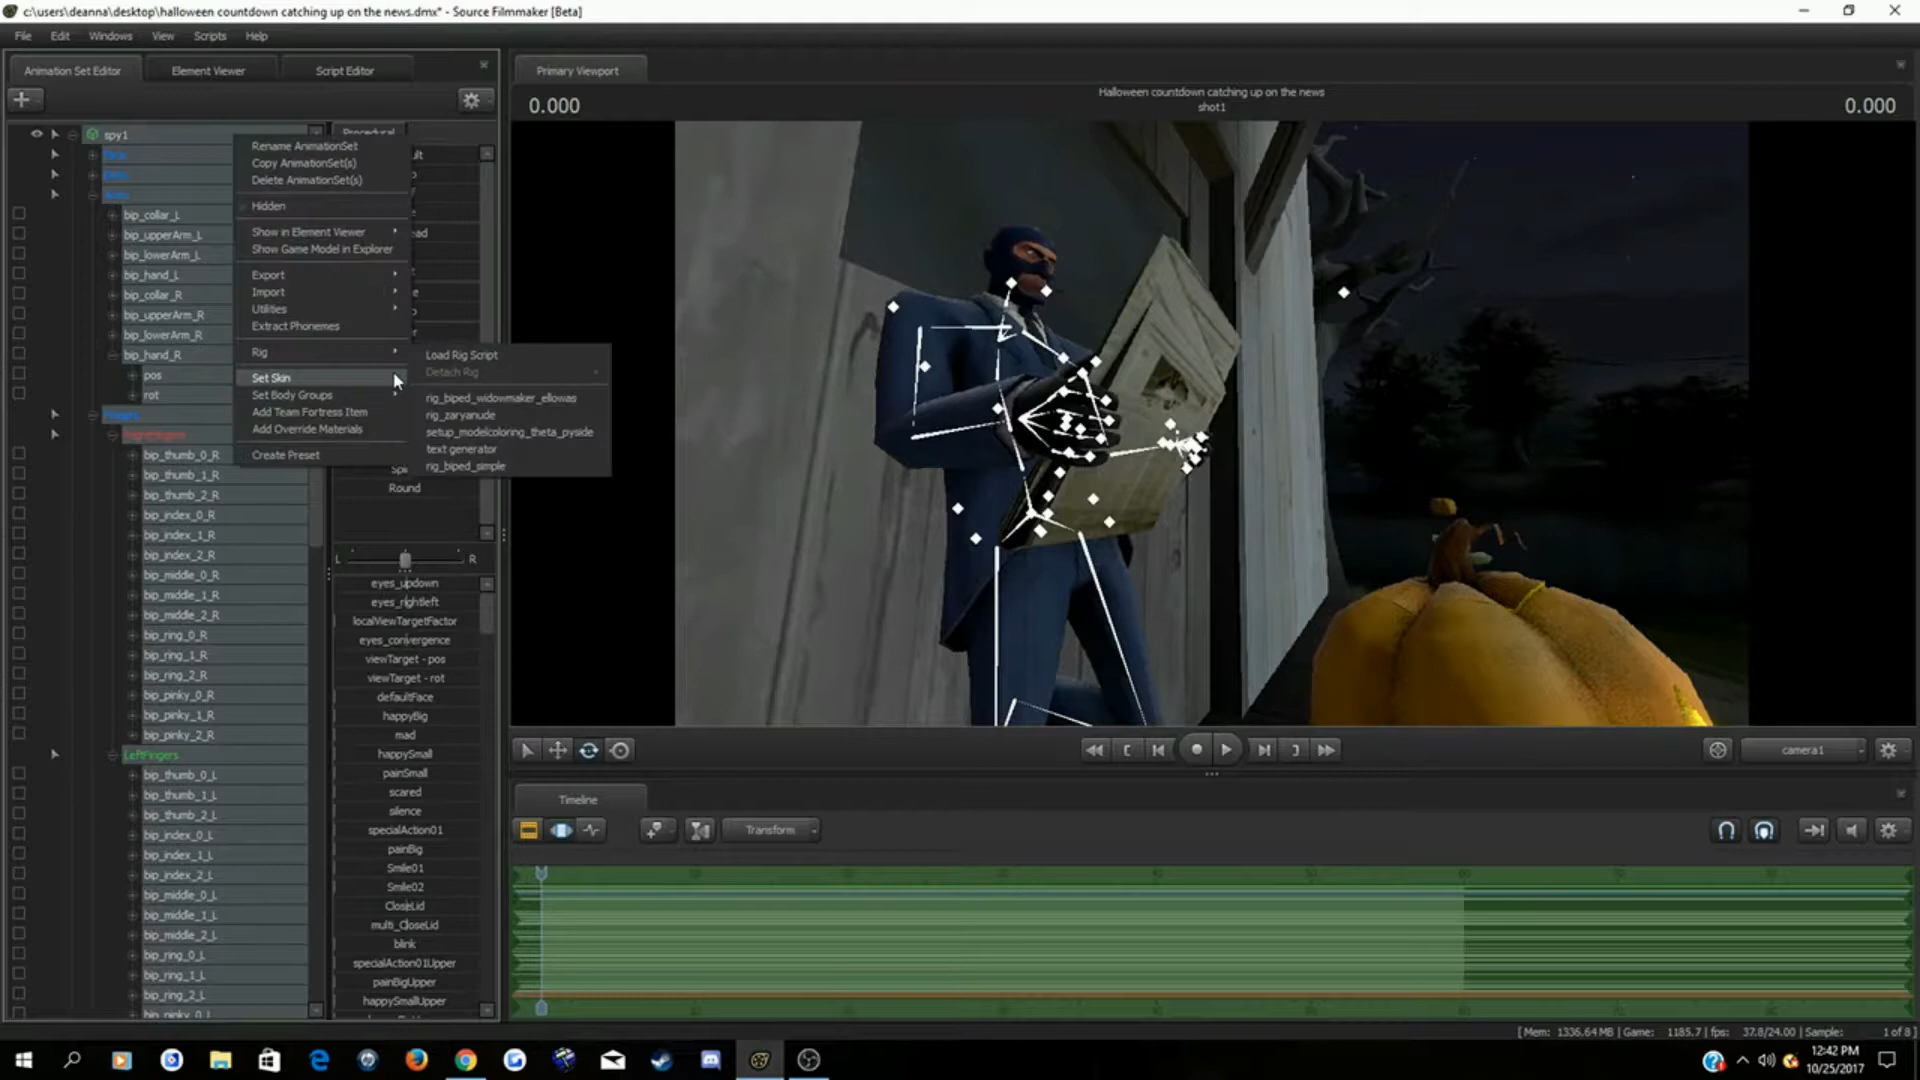 c:\users\deanna\desktop\halloween countdown catching up on the news.dmx* - Source Filmmaker [Beta]
File Edit Windows View Scripts Help
Animation Set Editor Element Viewer Script Editor
Primary Viewport
0.000
Halloween countdown catching up on the news
shot1
0.000
spy1
Procedural
bip_collar_L
bip_upperArm_L
bip_lowerArm_L
bip_hand_L
bip_collar_R
bip_upperArm_R
bip_lowerArm_R
bip_hand_R
pos
rot
bip_thumb_0_R
bip_thumb_1_R
bip_thumb_2_R
bip_index_0_R
bip_index_1_R
bip_index_2_R
bip_middle_0_R
bip_middle_1_R
bip_middle_2_R
bip_ring_0_R
bip_ring_1_R
bip_ring_2_R
bip_pinky_0_R
bip_pinky_1_R
bip_pinky_2_R
LeftFingers
bip_thumb_0_L
bip_thumb_1_L
bip_thumb_2_L
bip_index_0_L
bip_index_1_L
bip_index_2_L
bip_middle_0_L
bip_middle_1_L
bip_middle_2_L
bip_ring_0_L
bip_ring_1_L
bip_ring_2_L
bip_pinky_0_L
Rename AnimationSet
Copy AnimationSet(s)
Delete AnimationSet(s)
Hidden
Show in Element Viewer
Show Game Model in Explorer
Export
Import
Utilities
Extract Phonemes
Rig
Set Skin
Set Body Groups
Add Team Fortress Item
Add Override Materials
Create Preset
Load Rig Script
Detach Rig
rig_biped_widowmaker_ellowas
rig_zaryanude
setup_modelcoloring_theta_pyside
text generator
rig_biped_simple
Round
L R
eyes_updown
eyes_rightleft
localViewTargetFactor
eyes_convergence
viewTarget - pos
viewTarget - rot
defaultFace
happyBig
mad
happySmall
painSmall
scared
silence
specialAction01
painBig
Smile01
Smile02
CloseLid
multi_CloseLid
blink
specialAction01Upper
painBigUpper
happySmallUpper
camera1
Timeline
Transform
[ Mem: 1336.64 MB | Game: 1185.7 | fps: 37.8/24.00 | Sample: 1 of 8 ]
12:42 PM
10/25/2017